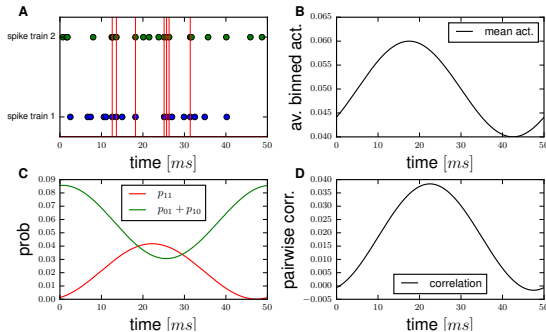 A
spike train 2
spike train 1
0 10 20 30 40 50
time [ms]
B
0.065
0.060
0.055
0.050
0.045
0.040
av. binned act.
mean act.
0 10 20 30 40 50
time [ms]
C
0.09
0.08
0.07
0.06
0.05
0.04
0.03
0.02
0.01
0.00
prob
p₁₁
p₀₁ + p₁₀
0 10 20 30 40 50
time [ms]
D
0.040
0.035
0.030
0.025
0.020
0.015
0.010
0.005
0.000
−0.005
pairwise corr.
correlation
0 10 20 30 40 50
time [ms]